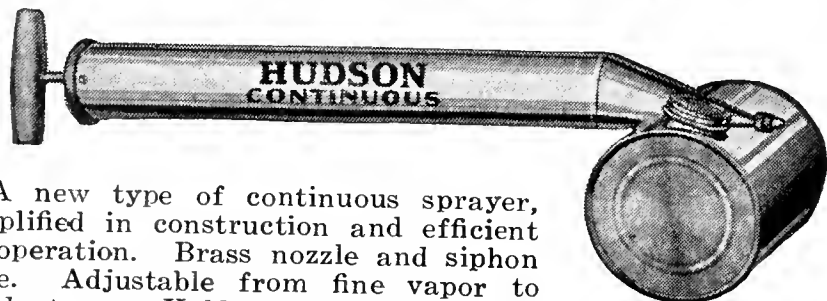 HUDSON
CONTINUOUS
A new type of continuous sprayer,
plified in construction and efficient
operation. Brass nozzle and siphon
e. Adjustable from fine vapor to